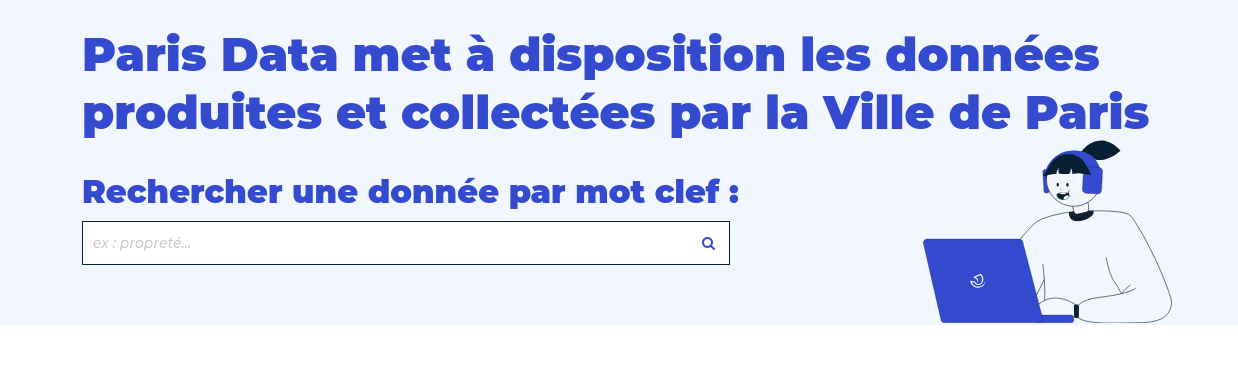 Paris Data met à disposition les données
produites et collectées par la Ville de Paris
Rechercher une donnée par mot clef :
ex : propreté...